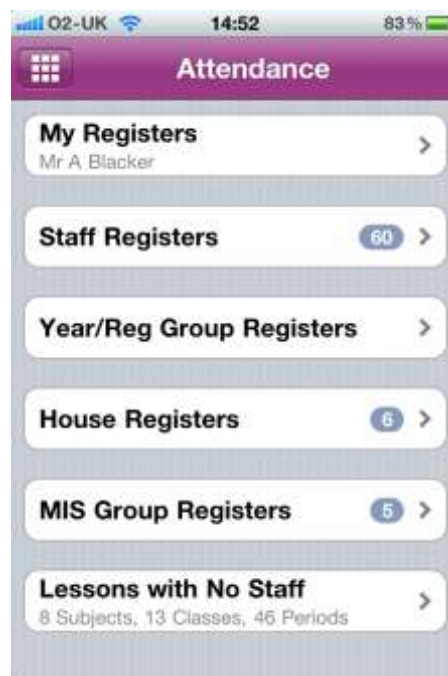 O2-UK 14:52 83%
Attendance
My Registers
Mr A Blacker
Staff Registers 60
Year/Reg Group Registers
House Registers 6
MIS Group Registers 5
Lessons with No Staff
8 Subjects, 13 Classes, 46 Periods